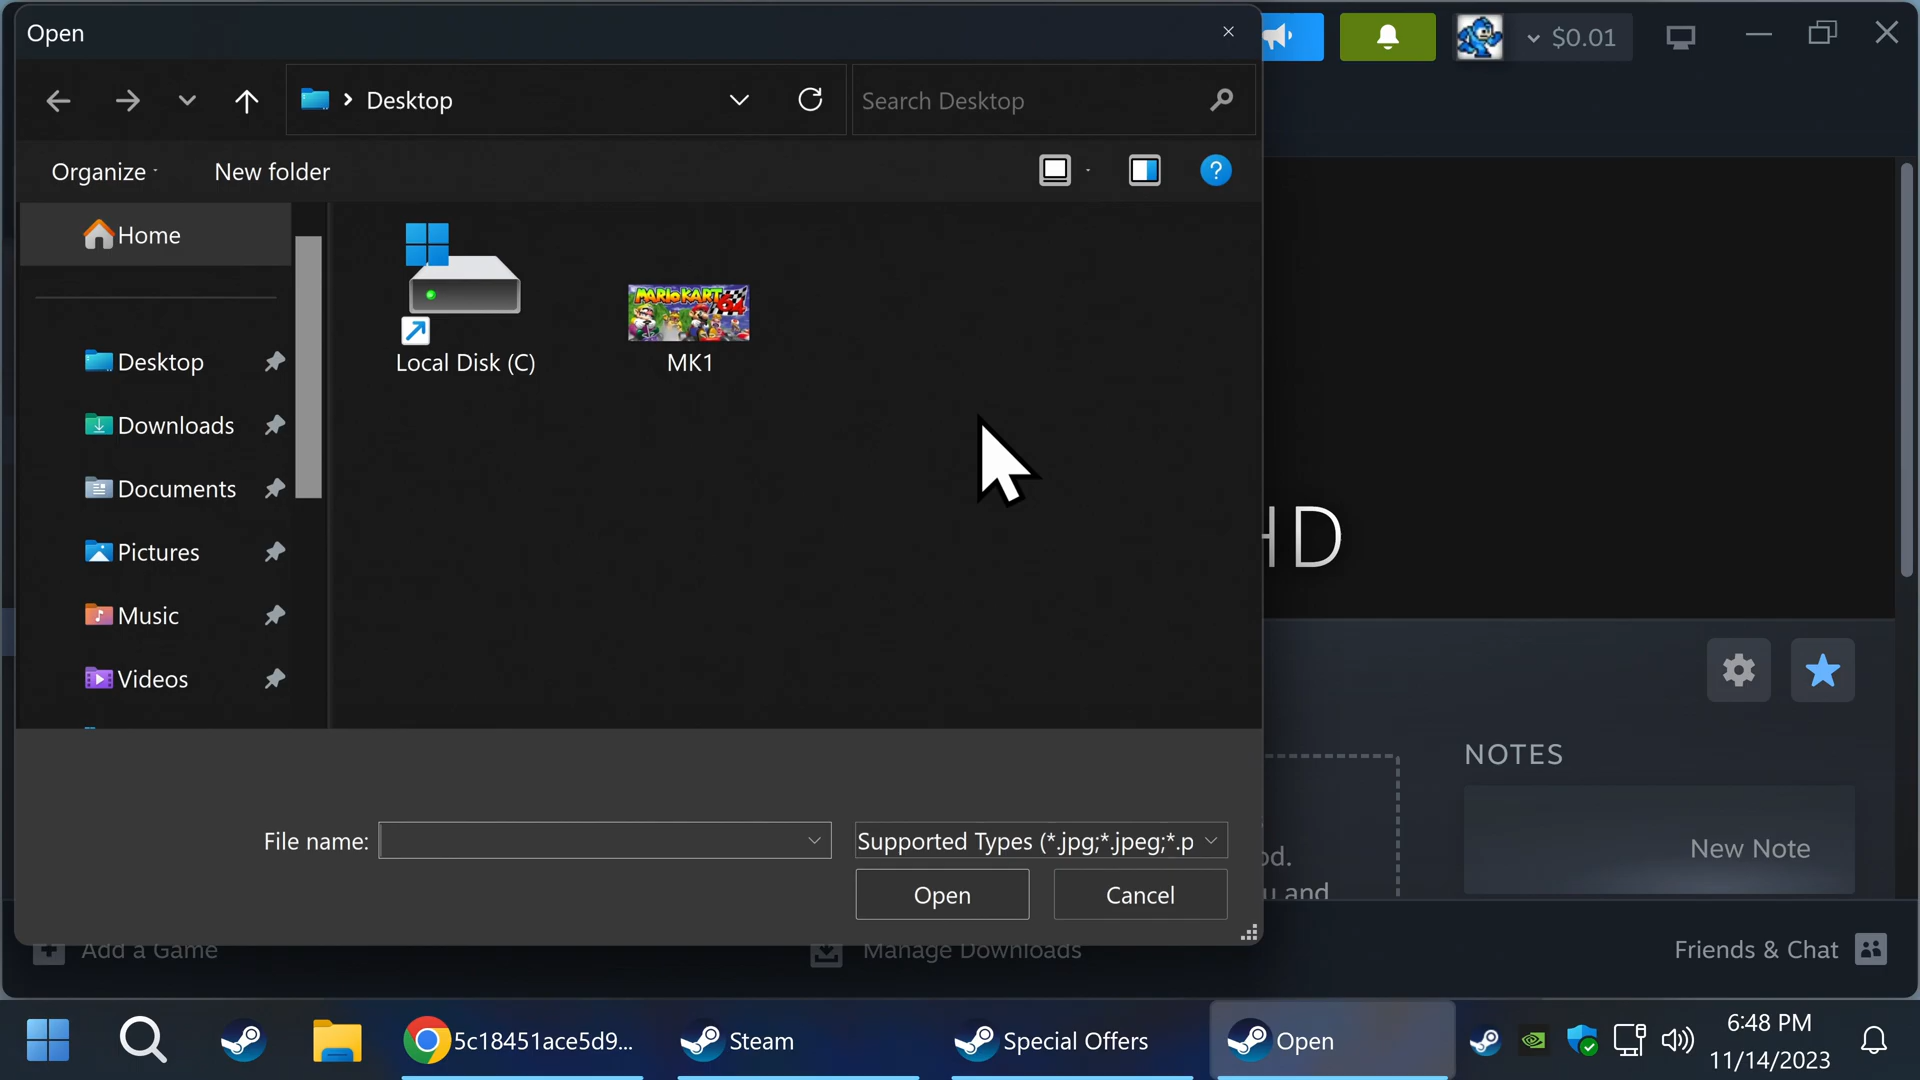 Open
$0.01
Desktop
Search Desktop
Organize
New folder
Home
Desktop
Downloads
Documents
Pictures
Music
Videos
Local Disk (C)
MARIO KART 64
MK1
HD
NOTES
New Note
File name:
Supported Types (*.jpg;*.jpeg;*.p
Open
Cancel
od.
u and
Add a Game
Manage Downloads
Friends & Chat
5c18451ace5d9...
Steam
Special Offers
Open
6:48 PM
11/14/2023